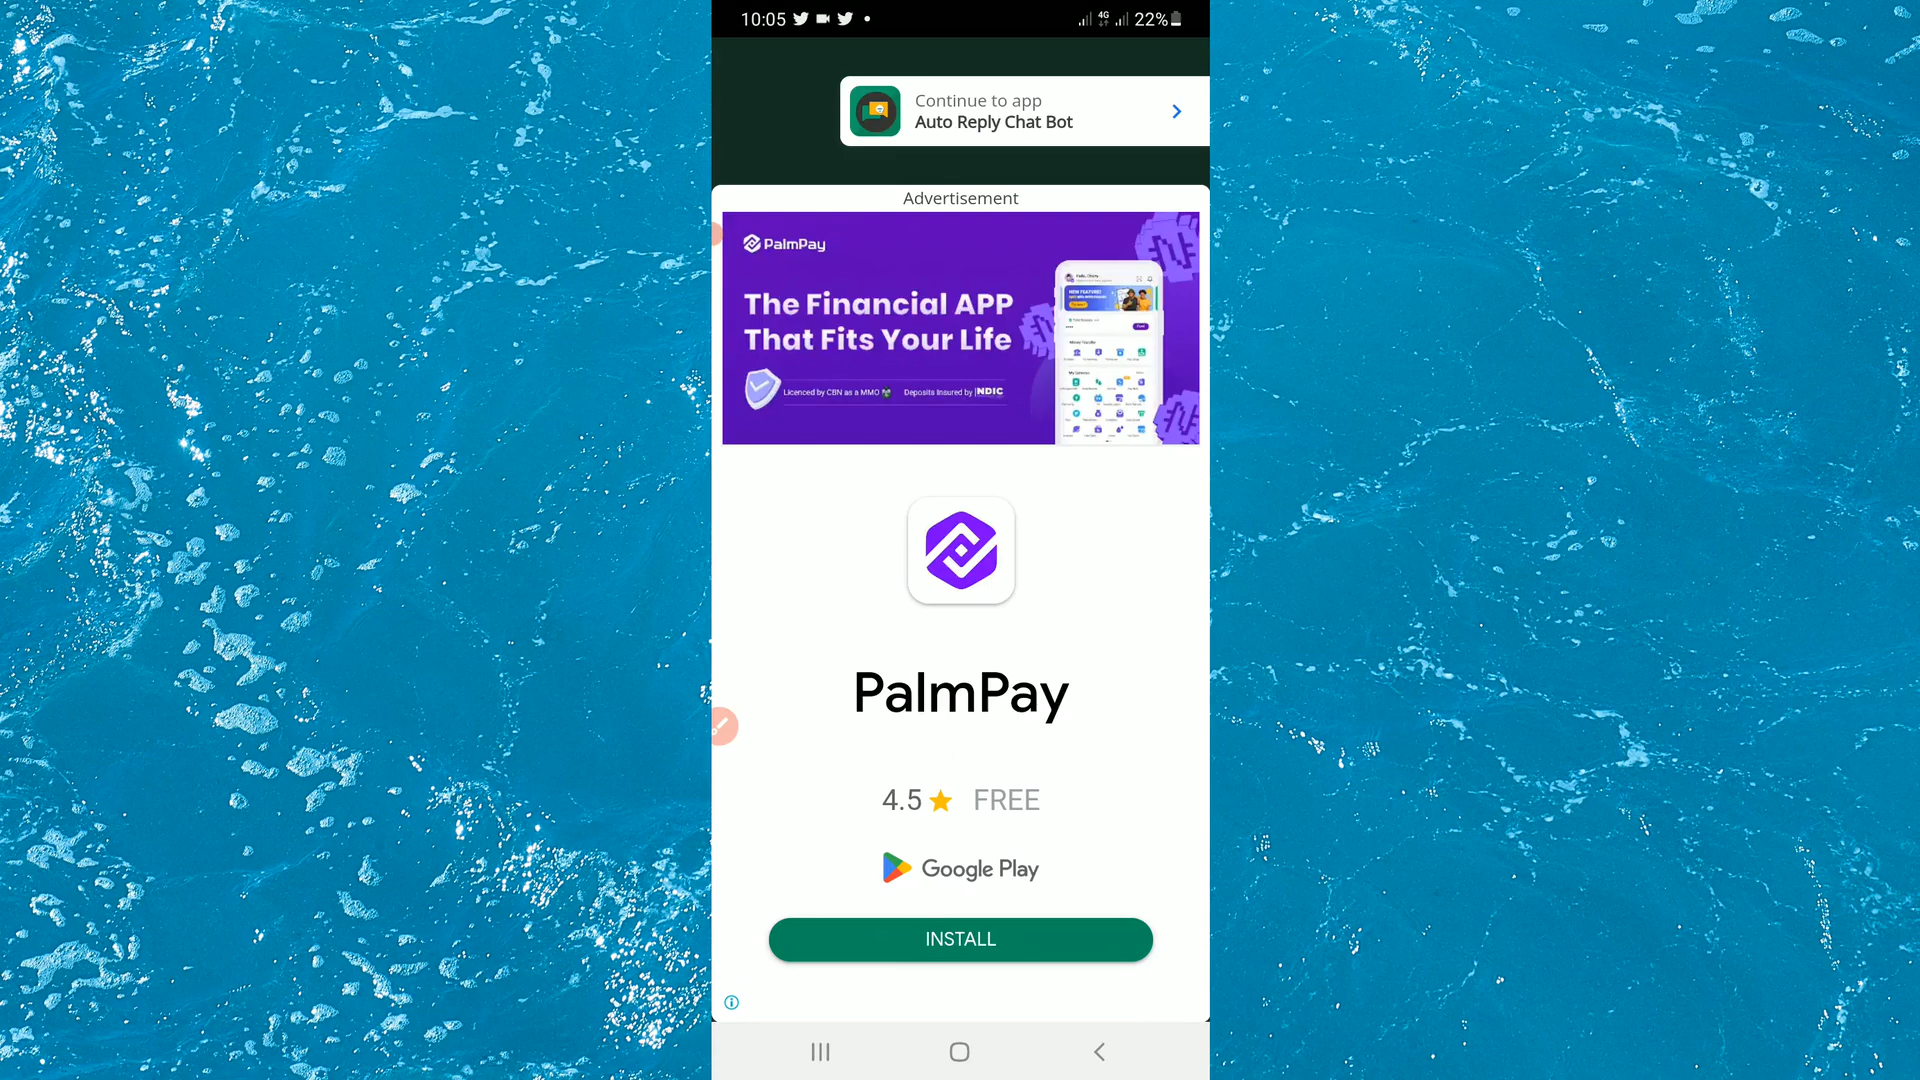 10:05
4G
22%
Continue to app
Auto Reply Chat Bot
Advertisement
PalmPay
The Financial APP
That Fits Your Life
Licenced by CBN as a MMO
Deposits Insured by NDIC
PalmPay
4.5 FREE
Google Play
INSTALL